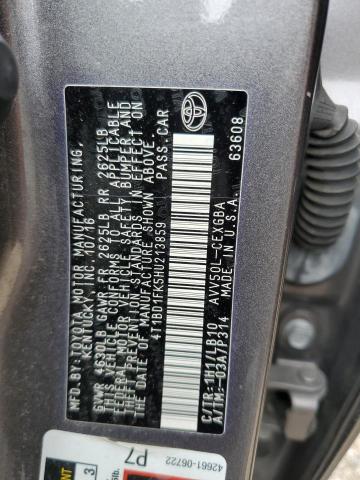 MFD.BY:TOYOTA MOTOR MANUFACTURING,
KENTUCKY, INC. 10/16
GVWR 4630LB GAWR FR 2625LB RR 2625LB
THIS VEHICLE CONFORMS TO ALL APPLICABLE
FEDERAL MOTOR VEHICLE SAFETY, BUMPER, AND
THEFT PREVENTION STANDARDS IN EFFECT ON
THE DATE OF MANUFACTURE SHOWN ABOVE.
4T1BD1FK5HU213859 PASS.CAR
C/TR:1H1/LB10 AVV50L-CEXGBA
A/TM:-03A/P314 MADE IN U.S.A.
63608
42661-06722
P7